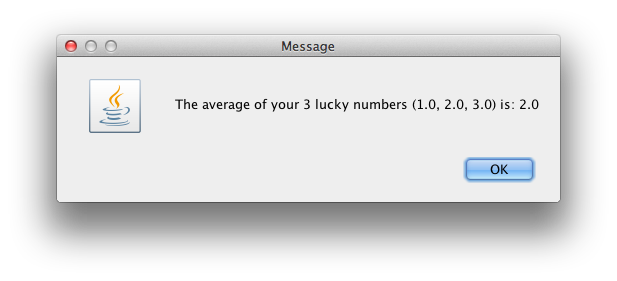 Message
The average of your 3 lucky numbers (1.0, 2.0, 3.0) is: 2.0
OK